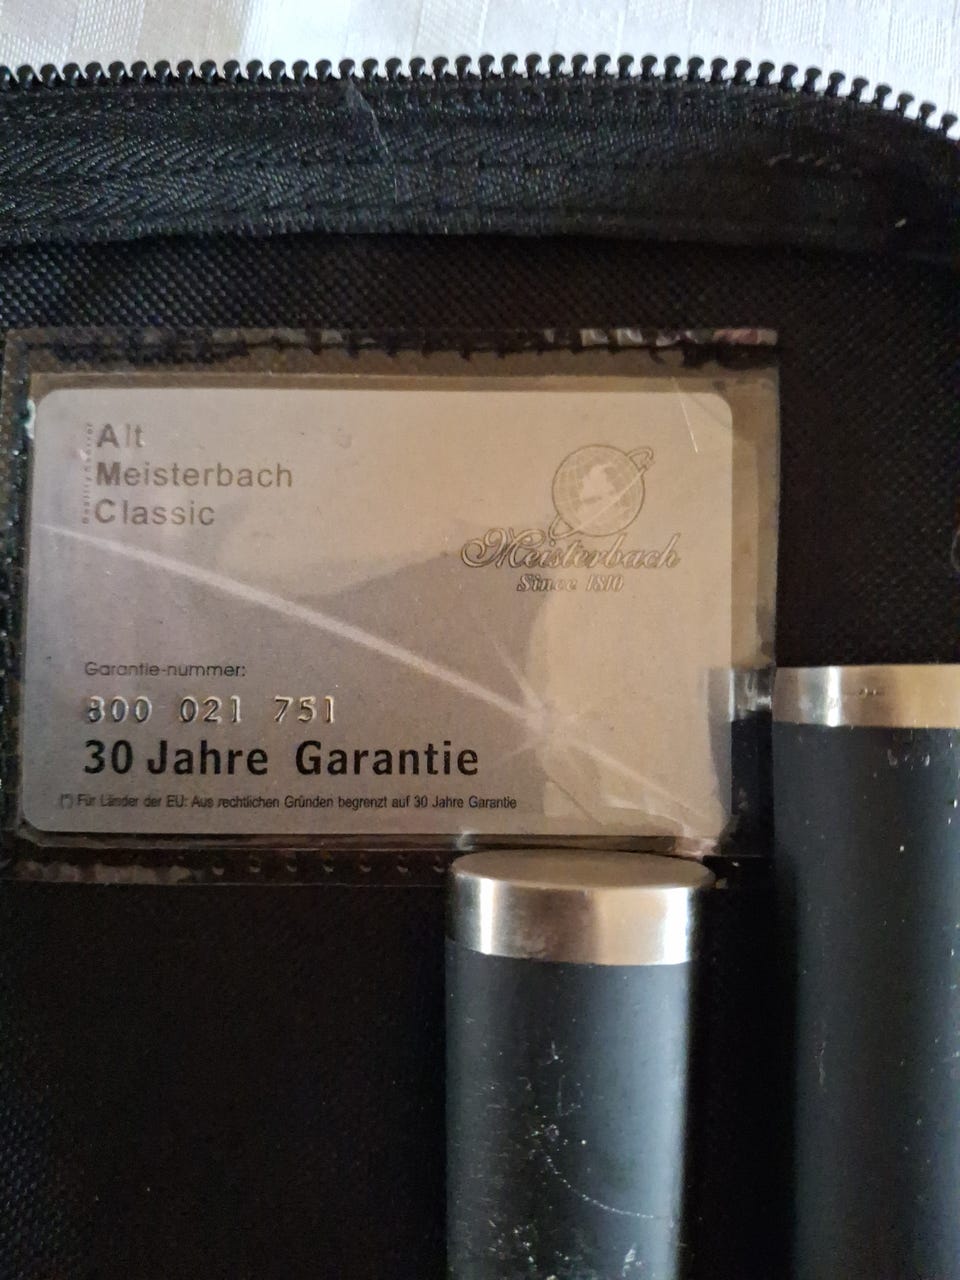 Alt
Meisterbach
Classic
Meisterbach
Since 1810
Garantie-nummer:
800 021 751
30 Jahre Garantie
(*) Für Länder der EU: Aus rechtlichen Gründen begrenzt auf 30 Jahre Garantie